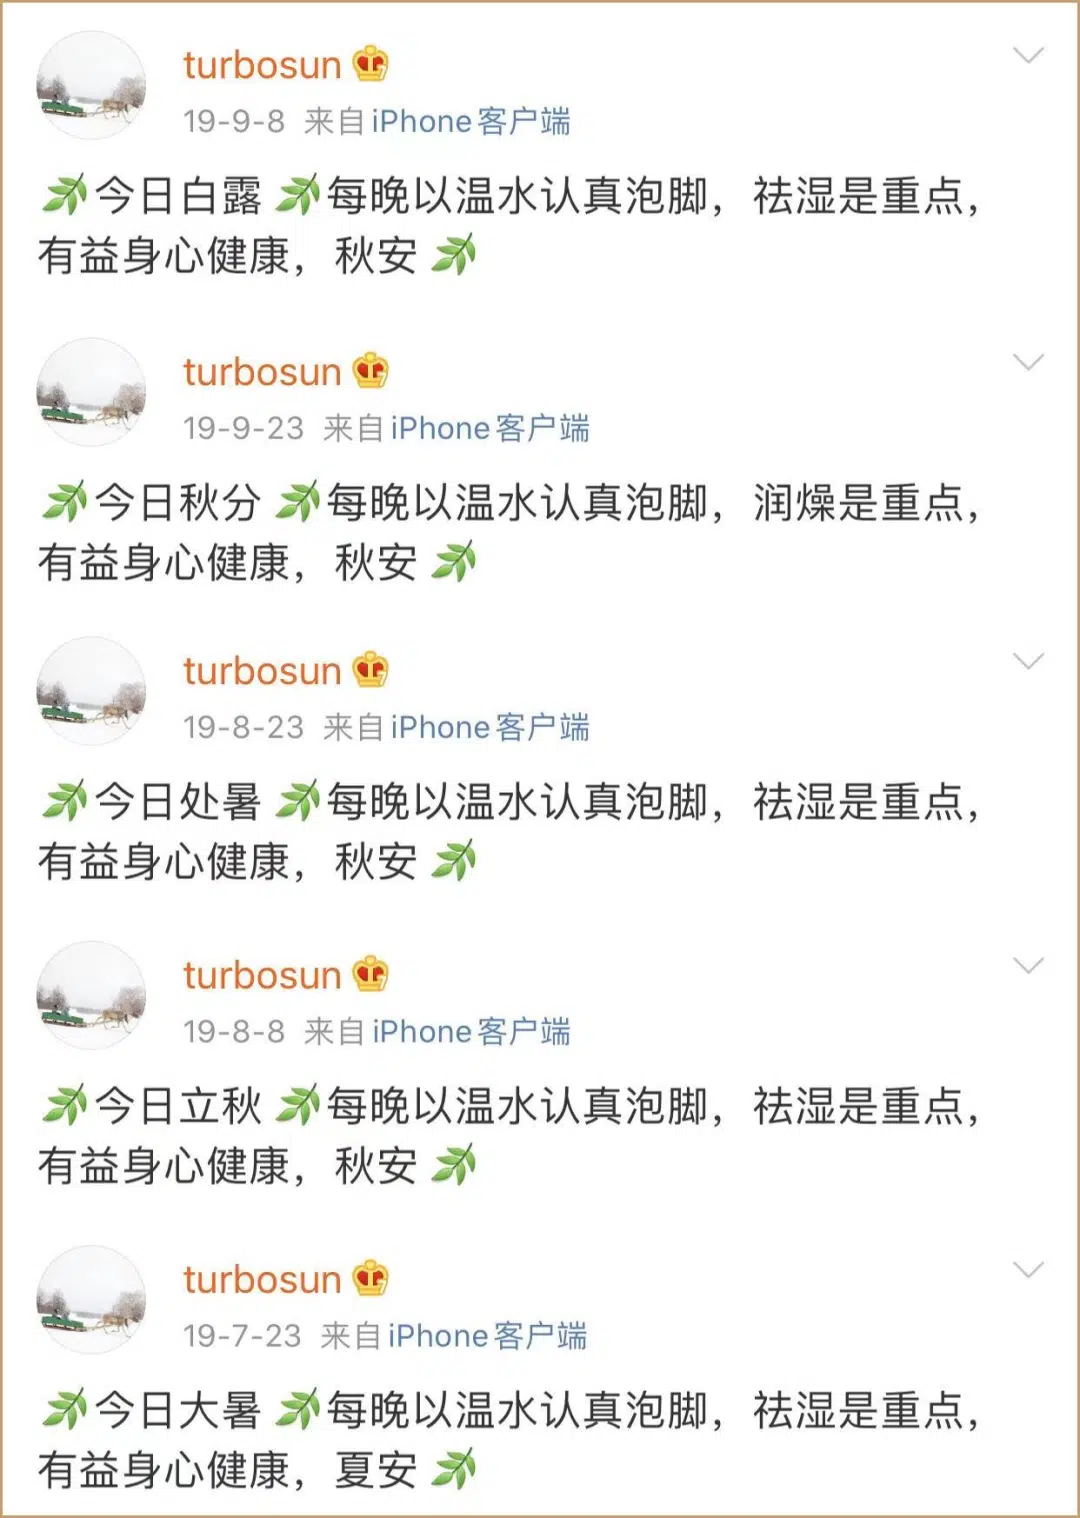 turbosun
19-9-8 来自iPhone客户端
🌿今日白露🌿每晚以温水认真泡脚，祛湿是重点，
有益身心健康，秋安🌿
turbosun
19-9-23 来自iPhone客户端
🌿今日秋分🌿每晚以温水认真泡脚，润燥是重点，
有益身心健康，秋安🌿
turbosun
19-8-23 来自iPhone客户端
🌿今日处暑🌿每晚以温水认真泡脚，祛湿是重点，
有益身心健康，秋安🌿
turbosun
19-8-8 来自iPhone客户端
🌿今日立秋🌿每晚以温水认真泡脚，祛湿是重点，
有益身心健康，秋安🌿
turbosun
19-7-23 来自iPhone客户端
🌿今日大暑🌿每晚以温水认真泡脚，祛湿是重点，
有益身心健康，夏安🌿